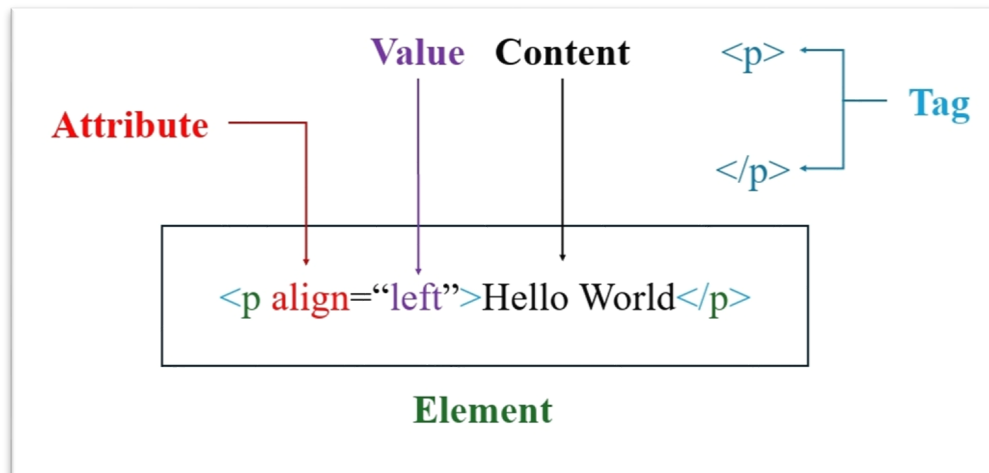 Value Content
<p>
Tag
Attribute
</p>
<p align=“left”>Hello World</p>
Element